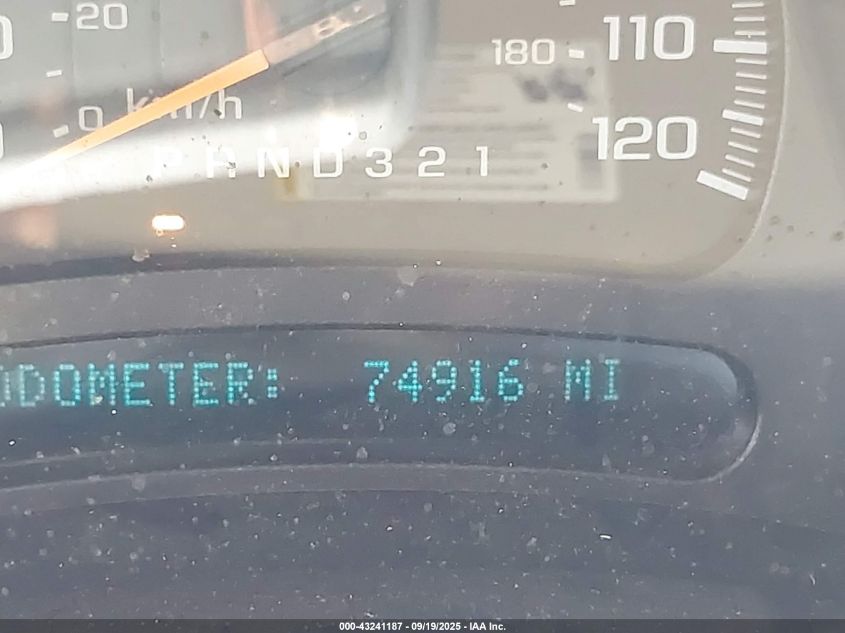 20
180
110
0
km/h
120
P R N D 3 2 1
ODOMETER: 74916 MI
000-43241187 - 09/19/2025 - IAA Inc.